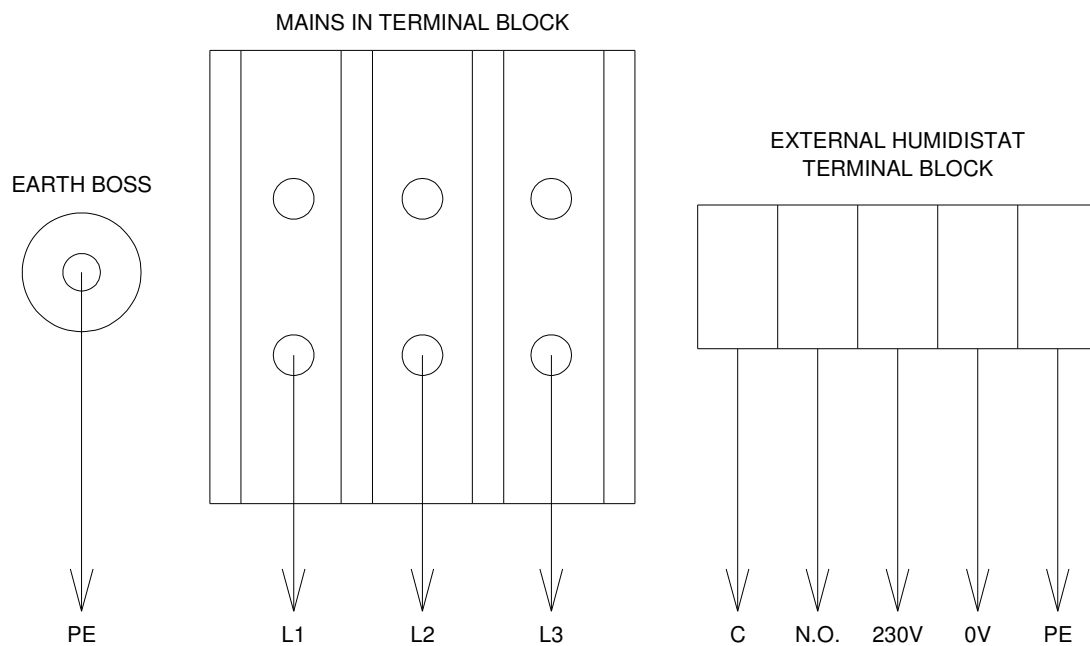 MAINS IN TERMINAL BLOCK
EXTERNAL HUMIDISTAT
TERMINAL BLOCK
EARTH BOSS
PE L1 L2 L3 C N.O. 230V 0V PE